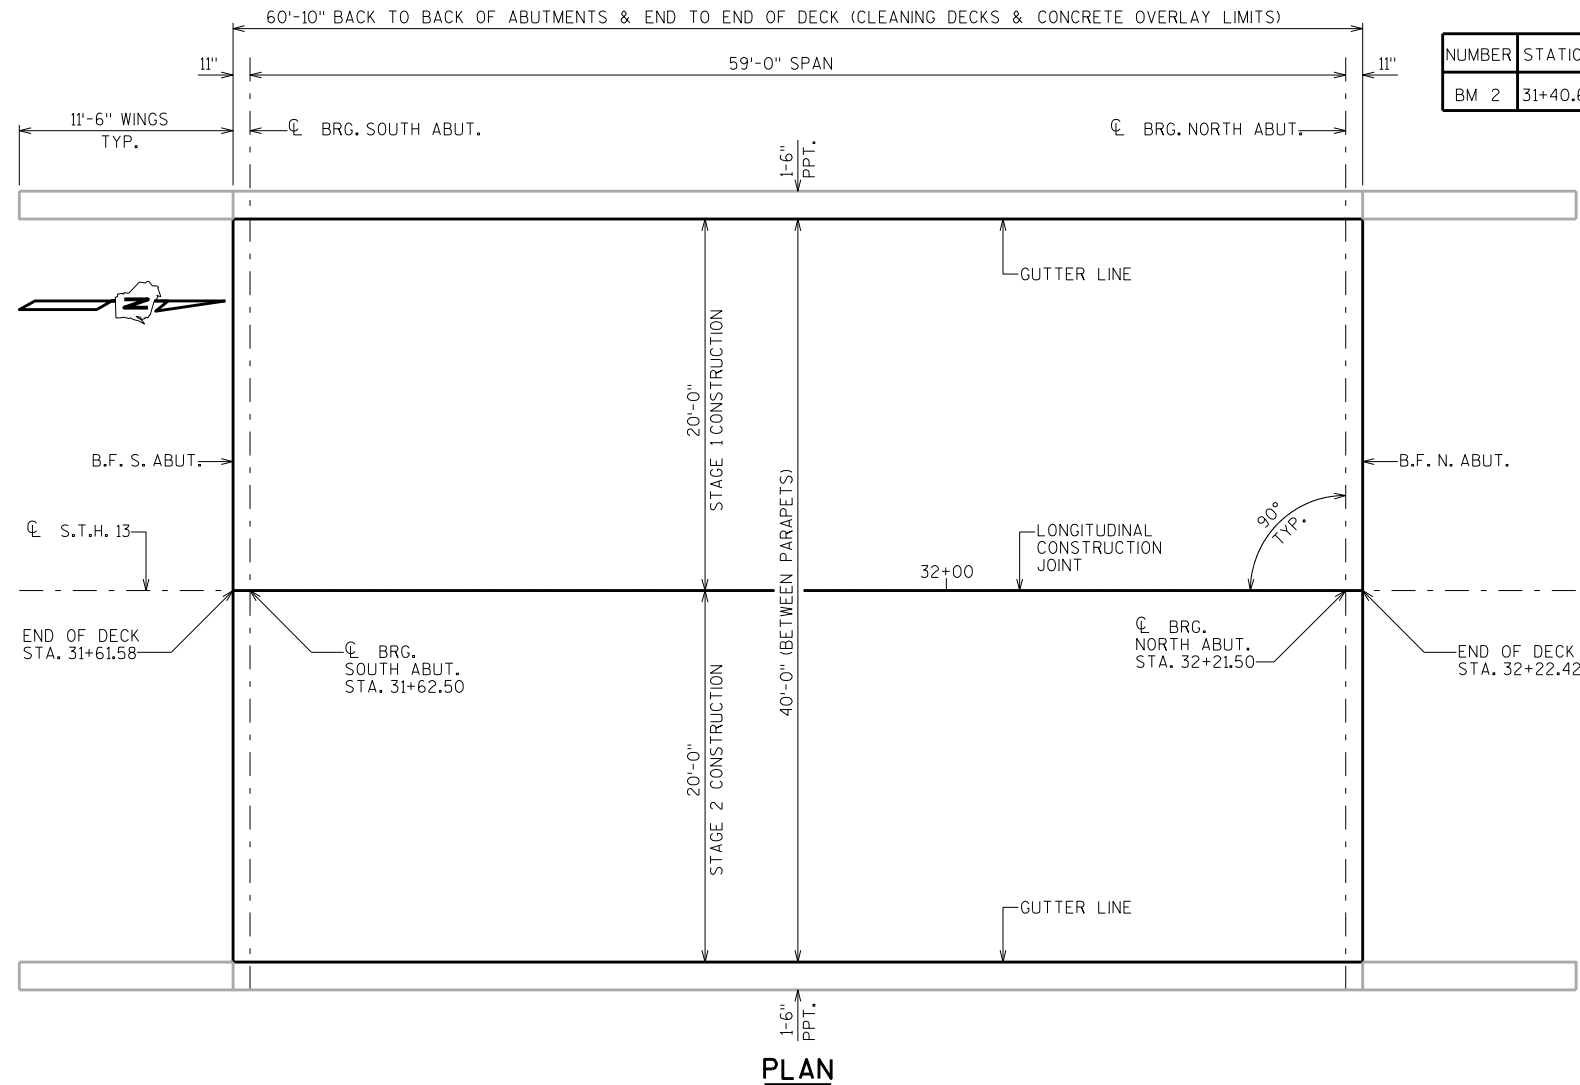 60'-10" BACK TO BACK OF ABUTMENTS & END TO END OF DECK (CLEANING DECKS & CONCRETE OVERLAY LIMITS)
11"
59'-0" SPAN
11"
NUMBER
BM 2
11'-6" WINGS
TYP.
℄ BRG. SOUTH ABUT.
℄ BRG. NORTH ABUT.
1-6"
PPT.
GUTTER LINE
N
20'-0"
STAGE 1 CONSTRUCTION
B.F. S. ABUT.
B.F. N. ABUT.
40'-0" (BETWEEN PARAPETS)
℄ S.T.H. 13
90°
TYP.
LONGITUDINAL
CONSTRUCTION
JOINT
32+00
END OF DECK
STA. 31+61.58
℄ BRG.
SOUTH ABUT.
STA. 31+62.50
℄ BRG.
NORTH ABUT.
STA. 32+21.50
END OF DECK
STA. 32+22.42
20'-0"
STAGE 2 CONSTRUCTION
GUTTER LINE
1-6"
PPT.
PLAN